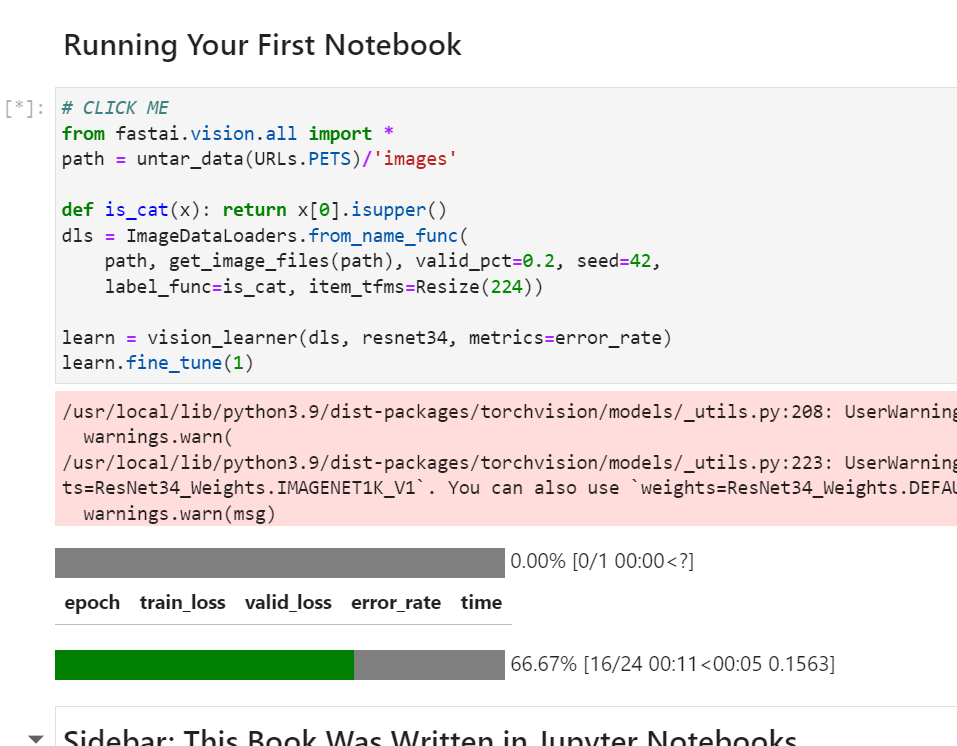 Running Your First Notebook
[*]:
# CLICK ME
from fastai.vision.all import *
path = untar_data(URLs.PETS)/'images'
def is_cat(x): return x[0].isupper()
dls = ImageDataLoaders.from_name_func(
    path, get_image_files(path), valid_pct=0.2, seed=42,
    label_func=is_cat, item_tfms=Resize(224))
learn = vision_learner(dls, resnet34, metrics=error_rate)
learn.fine_tune(1)
/usr/local/lib/python3.9/dist-packages/torchvision/models/_utils.py:208: UserWarning
  warnings.warn(
/usr/local/lib/python3.9/dist-packages/torchvision/models/_utils.py:223: UserWarning
ts=ResNet34_Weights.IMAGENET1K_V1`. You can also use `weights=ResNet34_Weights.DEFAU
  warnings.warn(msg)
0.00% [0/1 00:00<?]
epoch train_loss valid_loss error_rate time
66.67% [16/24 00:11<00:05 0.1563]
Sidebar: This Book Was Written in Jupyter Notebooks